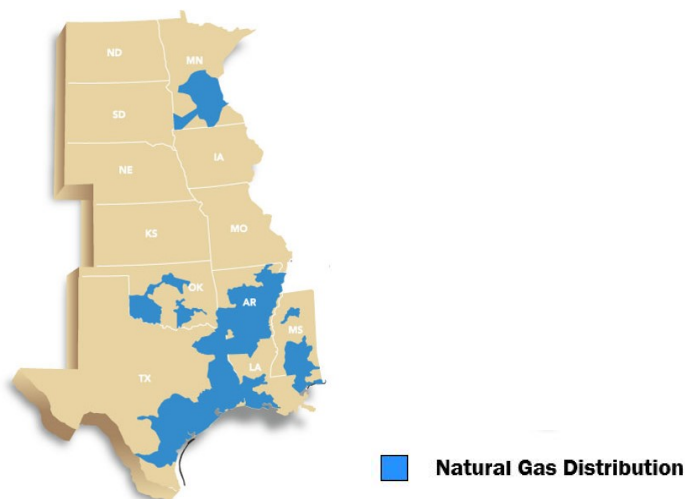 ND
MN
SD
IA
NE
MO
KS
OK
AR
MS
LA
TX
Natural Gas Distribution